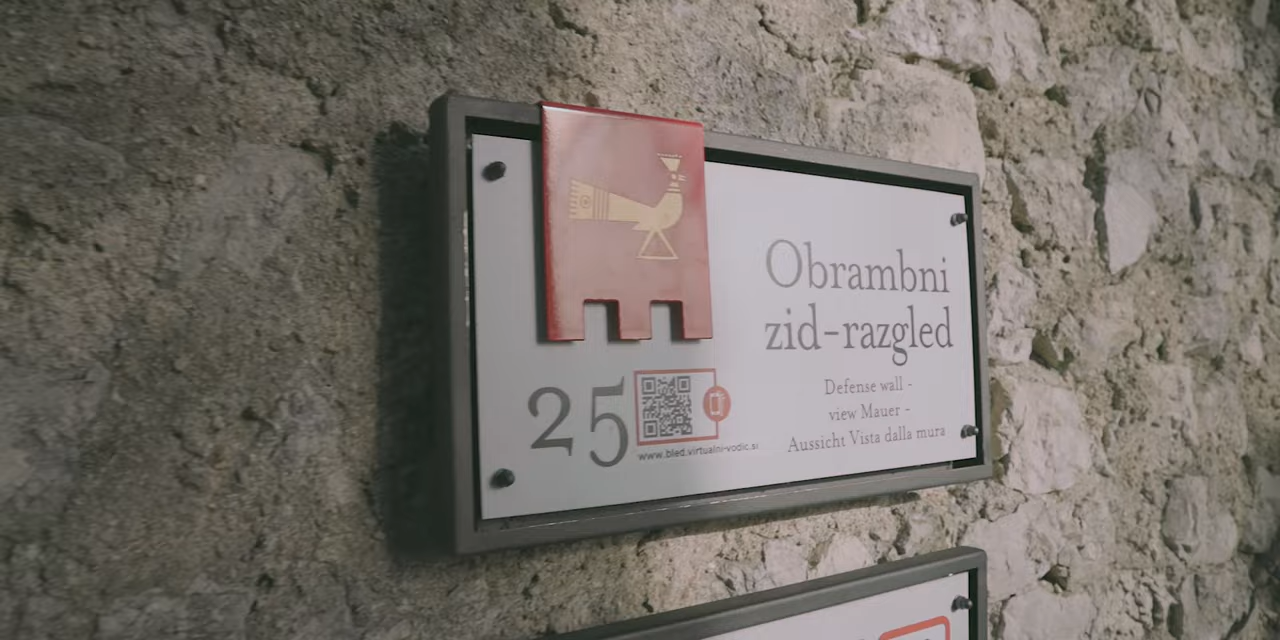 25
www.bled.virtualni-vodic.si
Obrambni
zid-razgled
Defense wall -
view Mauer -
Aussicht Vista dalla mura